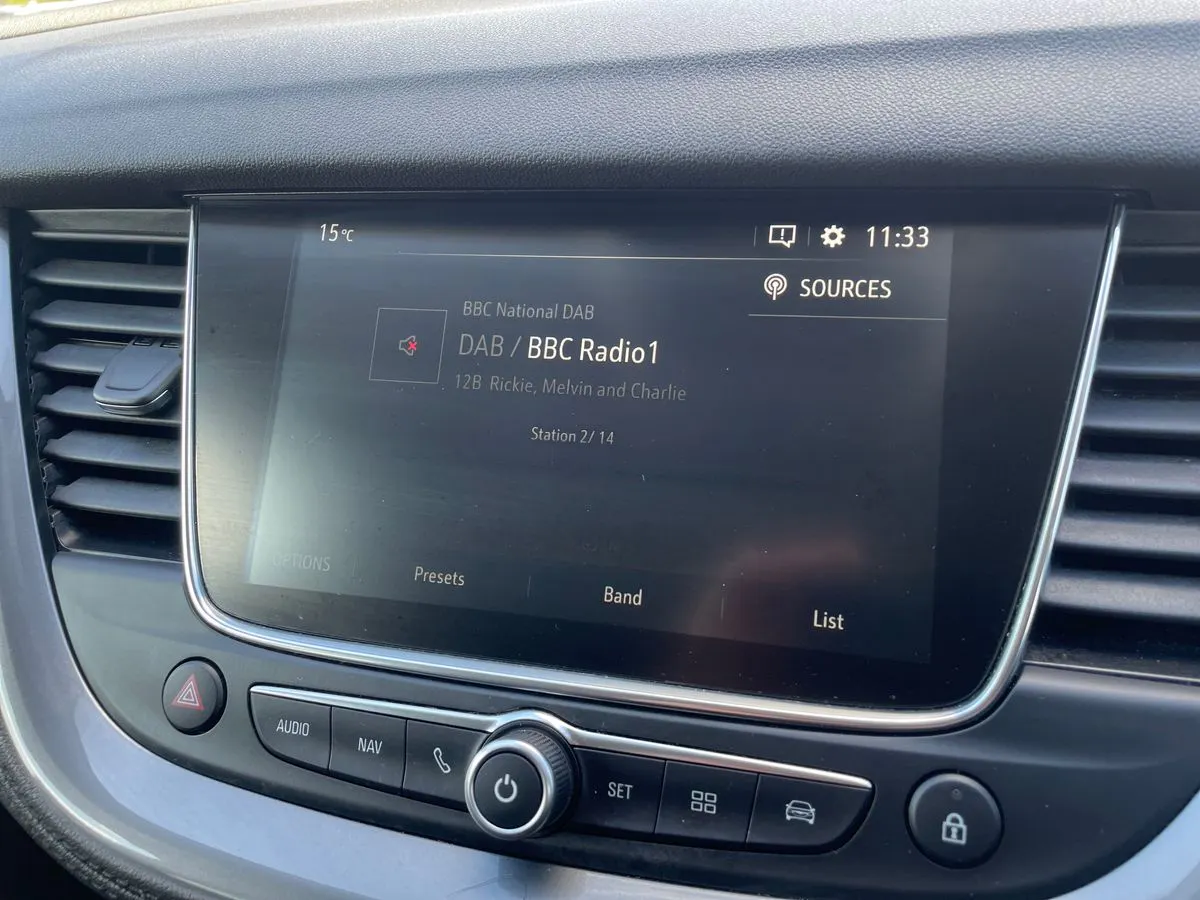 15°C
11:33
SOURCES
BBC National DAB
DAB / BBC Radio1
12B Rickie, Melvin and Charlie
Station 2/ 14
OPTIONS
Presets
Band
List
AUDIO
NAV
SET